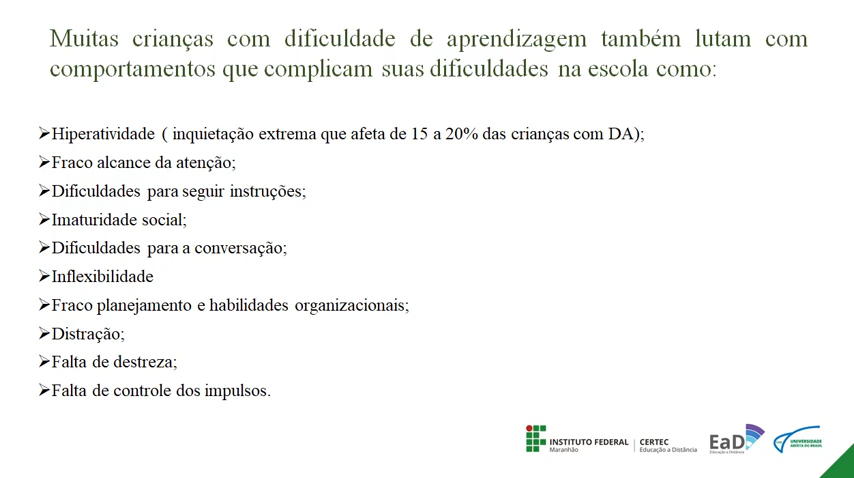 Muitas crianças com dificuldade de aprendizagem também lutam com
comportamentos que complicam suas dificuldades na escola como:
➢Hiperatividade ( inquietação extrema que afeta de 15 a 20% das crianças com DA);
➢Fraco alcance da atenção;
➢Dificuldades para seguir instruções;
➢Imaturidade social;
➢Dificuldades para a conversação;
➢Inflexibilidade
➢Fraco planejamento e habilidades organizacionais;
➢Distração;
➢Falta de destreza;
➢Falta de controle dos impulsos.
INSTITUTO FEDERAL
Maranhão
CERTEC
Educação a Distância
EaD
Educação a Distância
UNIVERSIDADE
ABERTA DO BRASIL